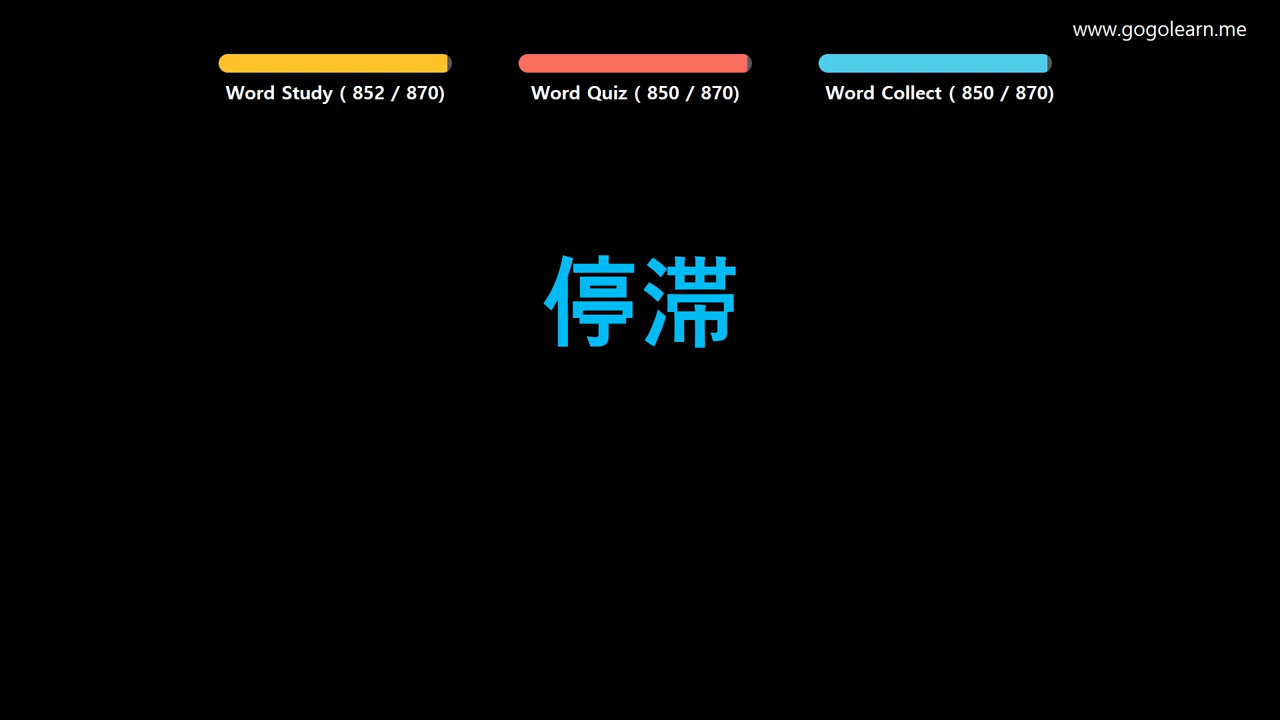 www.gogolearn.me
Word Study ( 852 / 870)
Word Quiz ( 850 / 870)
Word Collect ( 850 / 870)
停滞